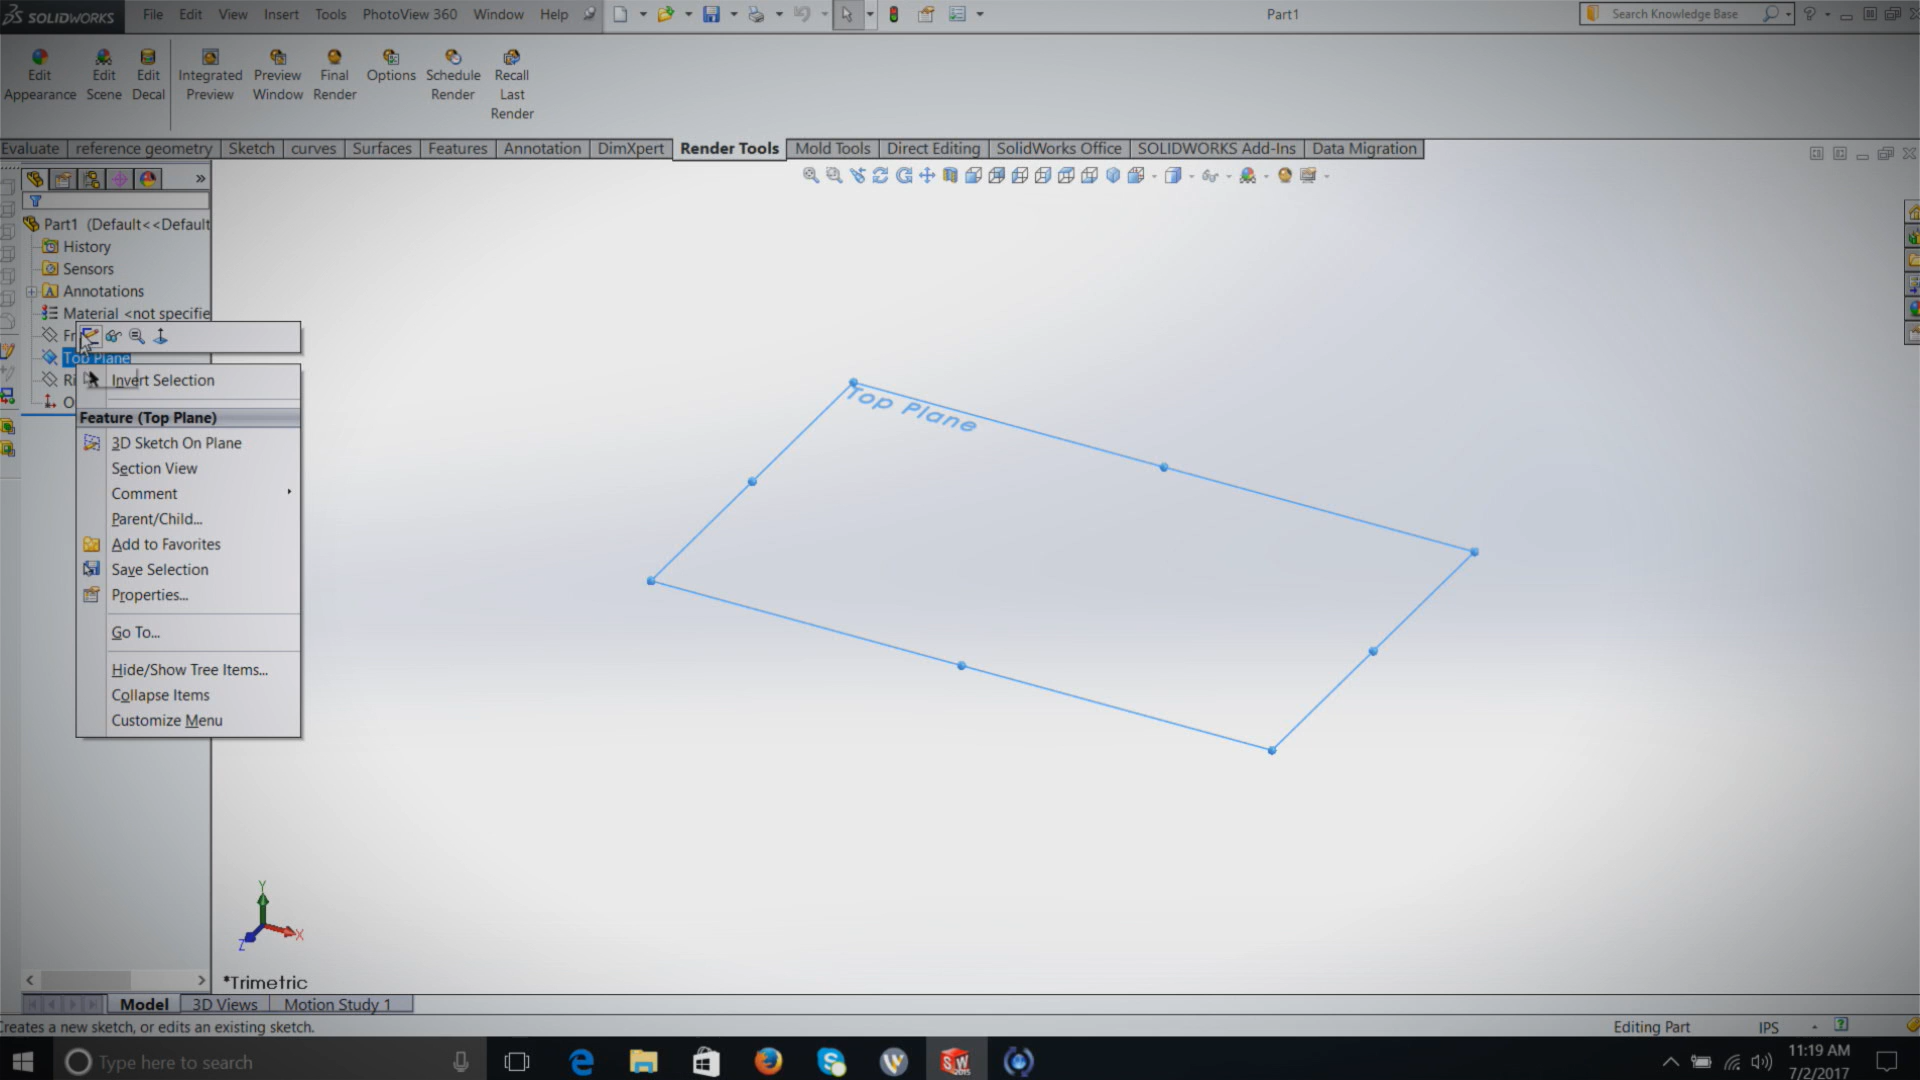 SOLIDWORKS File Edit View Insert Tools PhotoView 360 Window Help Part1 Search Knowledge Base
Edit Appearance
Edit Scene
Edit Decal
Integrated Preview
Preview Window
Final Render
Options
Schedule Render
Recall Last Render
Evaluate reference geometry Sketch curves Surfaces Features Annotation DimXpert Render Tools Mold Tools Direct Editing SolidWorks Office SOLIDWORKS Add-Ins Data Migration
»
Part1 (Default<<Default
History
Sensors
Annotations
Material <not specifie
Fr
Top Plane
Ri
O
Invert Selection
Feature (Top Plane)
3D Sketch On Plane
Section View
Comment
Parent/Child...
Add to Favorites
Save Selection
Properties...
Go To...
Hide/Show Tree Items...
Collapse Items
Customize Menu
Top Plane
Y
X
Z
*Trimetric
Model 3D Views Motion Study 1
Creates a new sketch, or edits an existing sketch. Editing Part IPS
Type here to search
SW
2015
11:19 AM
7/2/2017